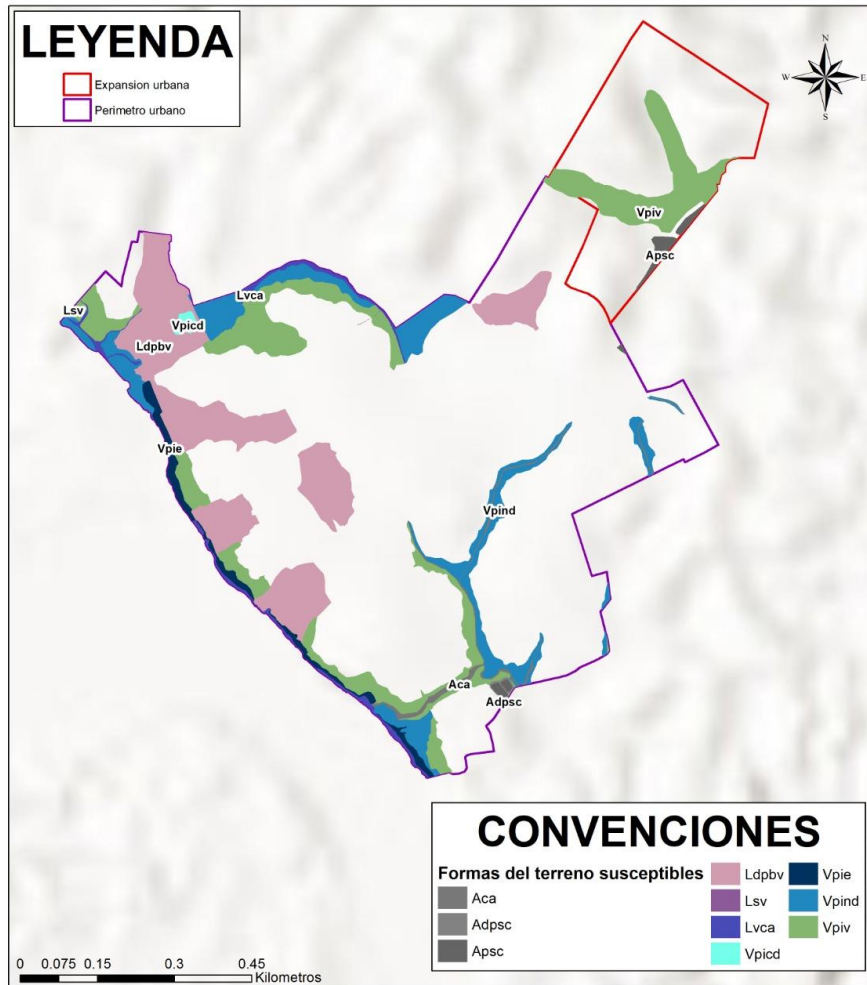 LEYENDA
Expansion urbana
Perimetro urbano
N
W E
S
Vpiv
Apsc
Lsv
Lvca
Vpicd
Ldpbv
Vpie
Vpind
Aca
Adpsc
CONVENCIONES
Formas del terreno susceptibles
Aca
Adpsc
Apsc
Ldpbv
Lsv
Lvca
Vpicd
Vpie
Vpind
Vpiv
0 0.075 0.15 0.3 0.45
Kilometros